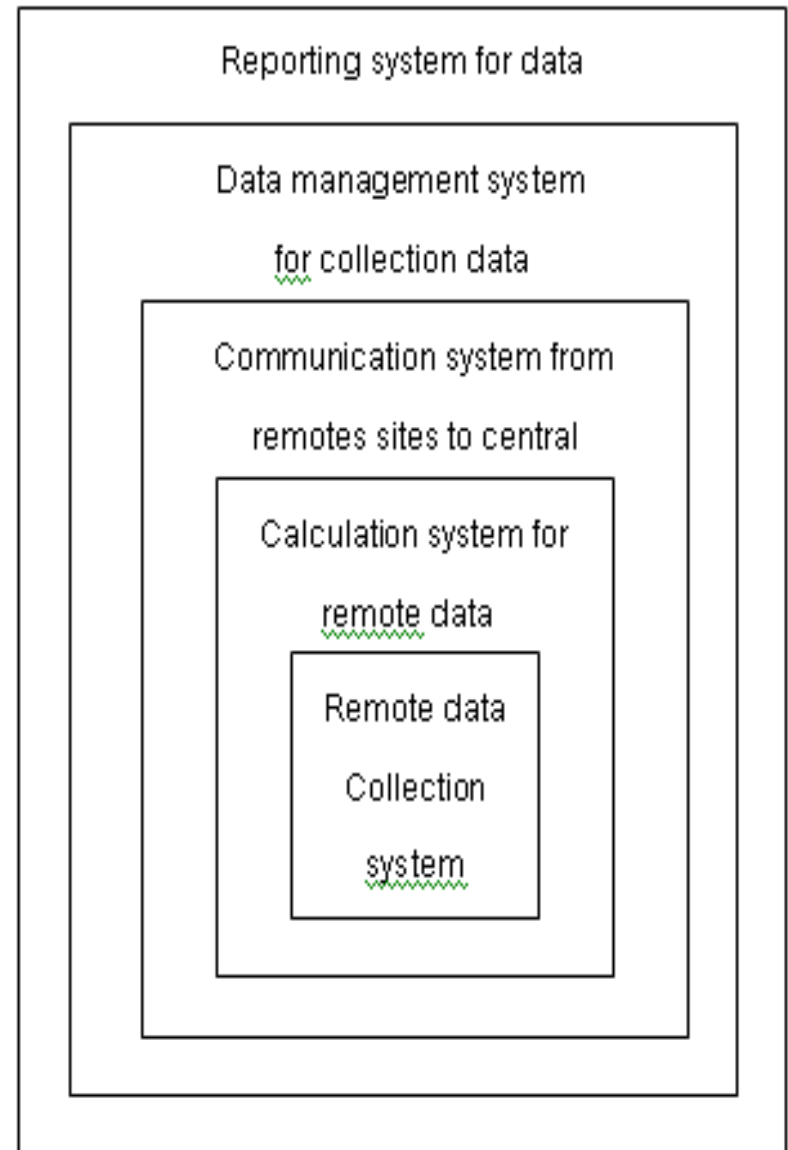 Reporting system for data
Data management system
for collection data
Communication system from
remotes sites to central
Calculation system for
remote data
Remote data
Collection
system